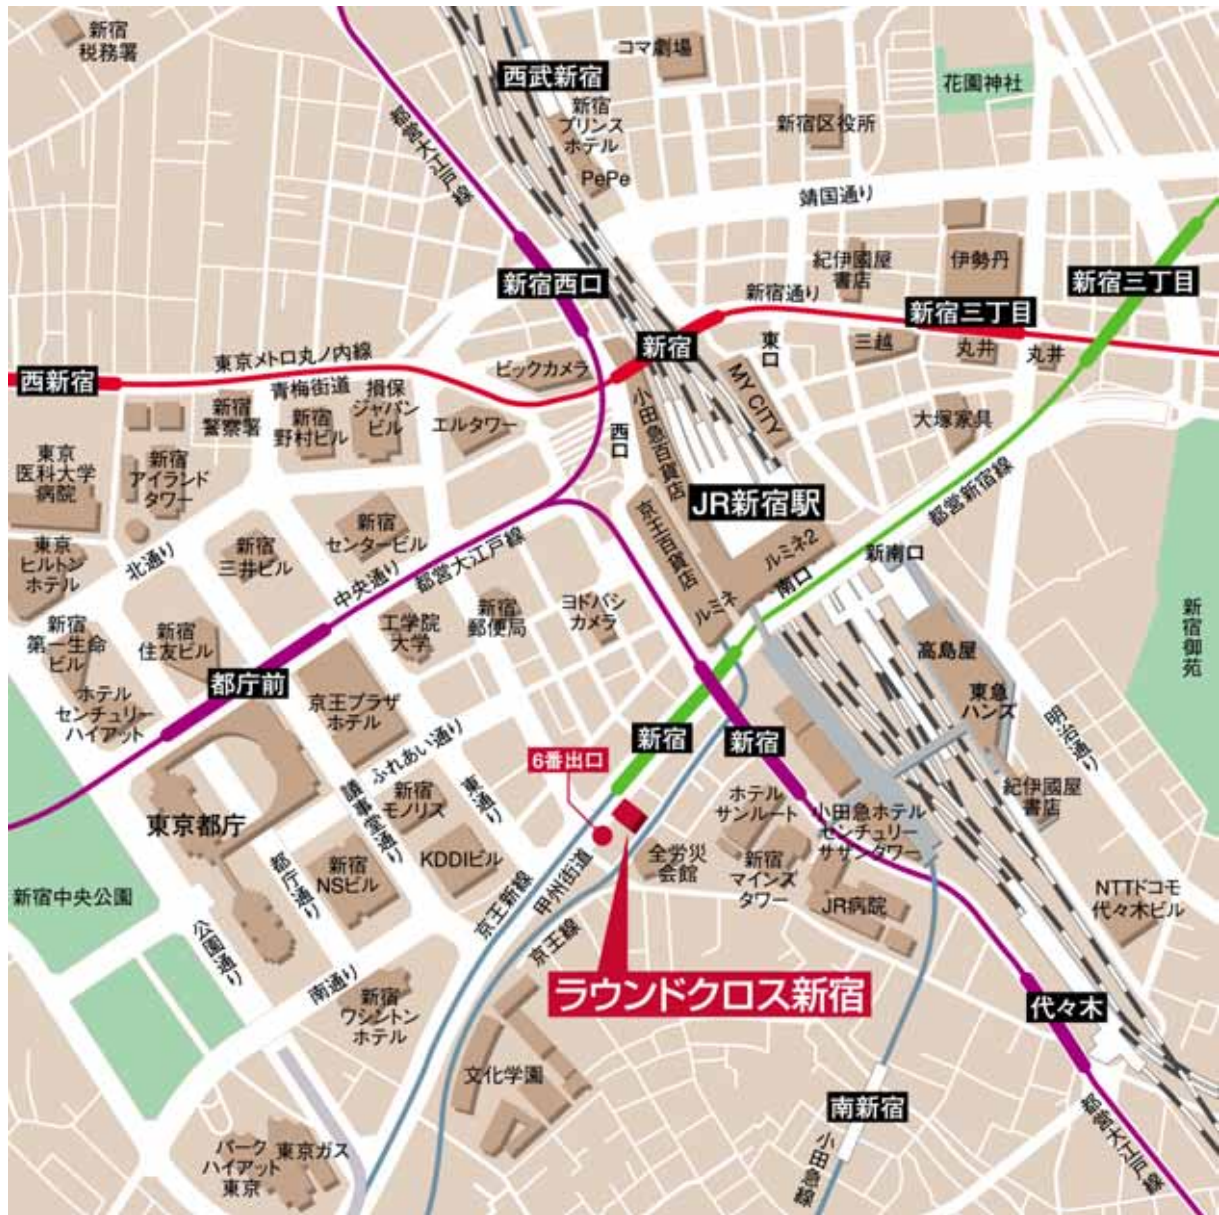 新宿
税務署
コマ劇場
西武新宿
花園神社
新宿
プリンス
ホテル
新宿区役所
都営大江戸線
PePe
靖国通り
紀伊國屋
書店
伊勢丹
新宿三丁目
新宿西口
新宿通り
新宿三丁目
新宿
東口
三越
丸井
丸井
東京メトロ丸ノ内線
ビックカメラ
西新宿
青梅街道
損保
ジャパン
ビル
MY CITY
小田急百貨店
新宿
警察署
新宿
野村ビル
エルタワー
西口
大塚家具
東京
医科大学
病院
新宿
アイランド
タワー
JR新宿駅
都営新宿線
京王百貨店
新宿
センタービル
ルミネ2
新南口
東京
ヒルトン
ホテル
北通り
新宿
三井ビル
中央通り
都営大江戸線
南口
ルミネ
ヨドバシ
カメラ
新宿
郵便局
工学院
大学
新宿
第一生命
ビル
新宿
住友ビル
新宿御苑
高島屋
都庁前
ホテル
センチュリー
ハイアット
京王プラザ
ホテル
東急
ハンズ
明治通り
ふれあい通り
新宿
新宿
6番出口
東通り
議事堂通り
新宿
モノリス
ホテル
サンルート
小田急ホテル
センチュリー
サザンタワー
紀伊國屋
書店
東京都庁
KDDIビル
全労災
会館
新宿
マインズ
タワー
都庁通り
新宿
NSビル
京王新線
甲州街道
京王線
JR病院
NTTドコモ
代々木ビル
新宿中央公園
公園通り
南通り
ラウンドクロス新宿
新宿
ワシントン
ホテル
代々木
文化学園
南新宿
都営大江戸線
小田急線
パーク
ハイアット
東京
東京ガス